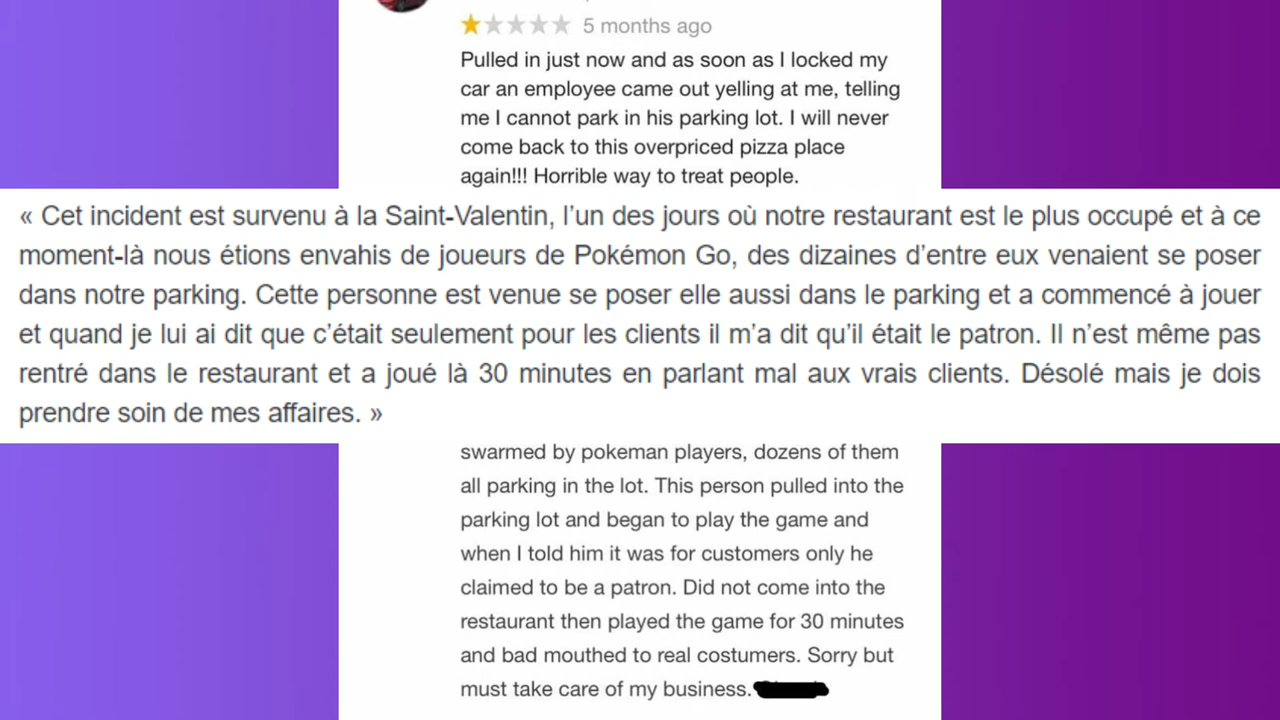 5 months ago
Pulled in just now and as soon as I locked my
car an employee came out yelling at me, telling
me I cannot park in his parking lot. I will never
come back to this overpriced pizza place
again!!! Horrible way to treat people.
« Cet incident est survenu à la Saint-Valentin, l’un des jours où notre restaurant est le plus occupé et à ce
moment-là nous étions envahis de joueurs de Pokémon Go, des dizaines d’entre eux venaient se poser
dans notre parking. Cette personne est venue se poser elle aussi dans le parking et a commencé à jouer
et quand je lui ai dit que c’était seulement pour les clients il m’a dit qu’il était le patron. Il n’est même pas
rentré dans le restaurant et a joué là 30 minutes en parlant mal aux vrais clients. Désolé mais je dois
prendre soin de mes affaires. »
swarmed by pokeman players, dozens of them
all parking in the lot. This person pulled into the
parking lot and began to play the game and
when I told him it was for customers only he
claimed to be a patron. Did not come into the
restaurant then played the game for 30 minutes
and bad mouthed to real costumers. Sorry but
must take care of my business.